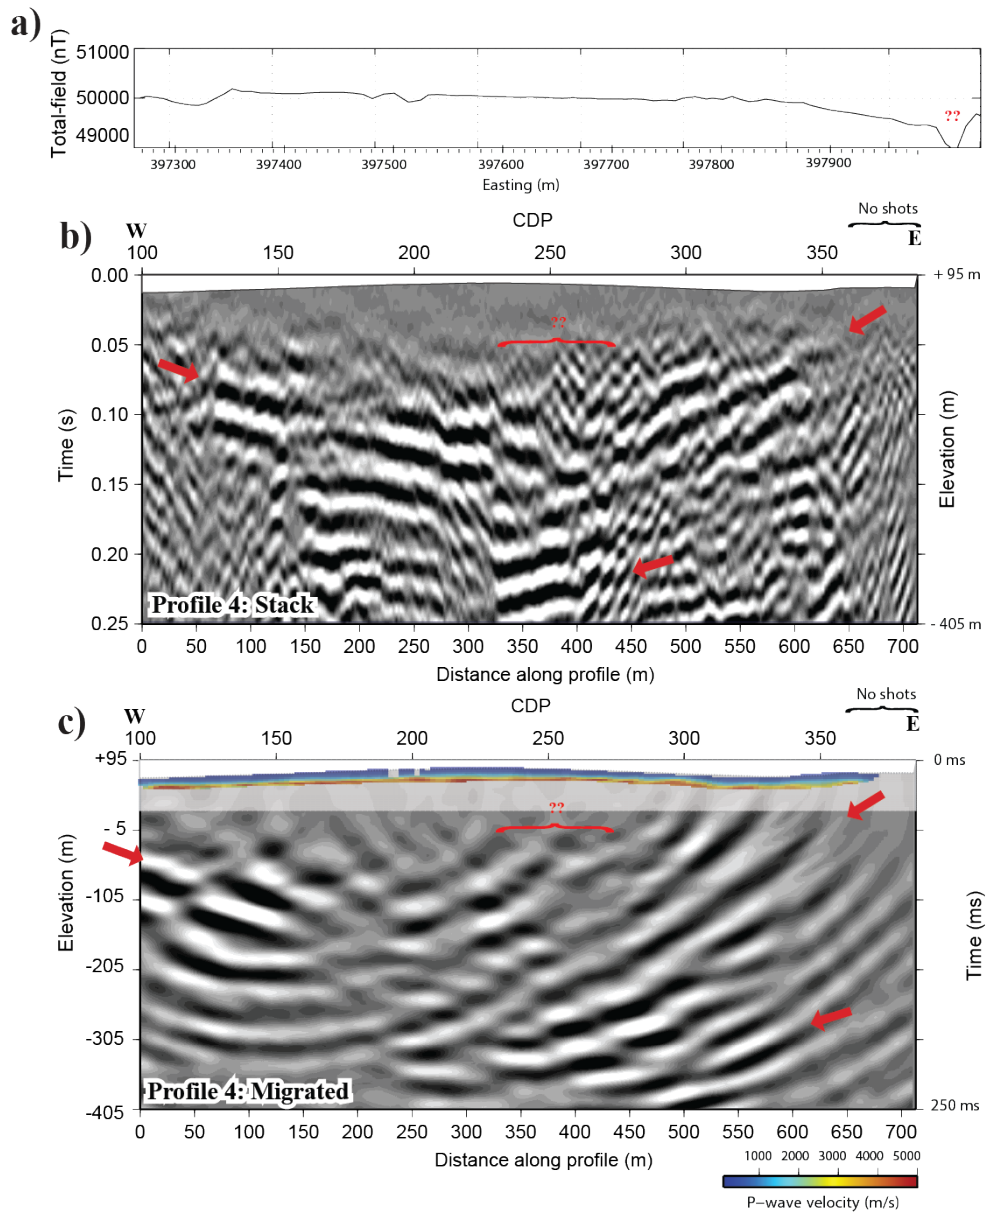 a)
Total-field (nT)
51000
50000
49000
397300 397400 397500 397600 397700 397800 397900
Easting (m)
??
b)
W
CDP
No shots
E
100 150 200 250 300 350
0.00
0.05
0.10
0.15
0.20
0.25
Time (s)
+ 95 m
Elevation (m)
- 405 m
??
Profile 4: Stack
0 50 100 150 200 250 300 350 400 450 500 550 600 650 700
Distance along profile (m)
c)
W
CDP
No shots
E
100 150 200 250 300 350
+95
- 5
-105
-205
-305
-405
Elevation (m)
0 ms
Time (ms)
250 ms
??
Profile 4: Migrated
0 50 100 150 200 250 300 350 400 450 500 550 600 650 700
Distance along profile (m)
1000 2000 3000 4000 5000
P-wave velocity (m/s)